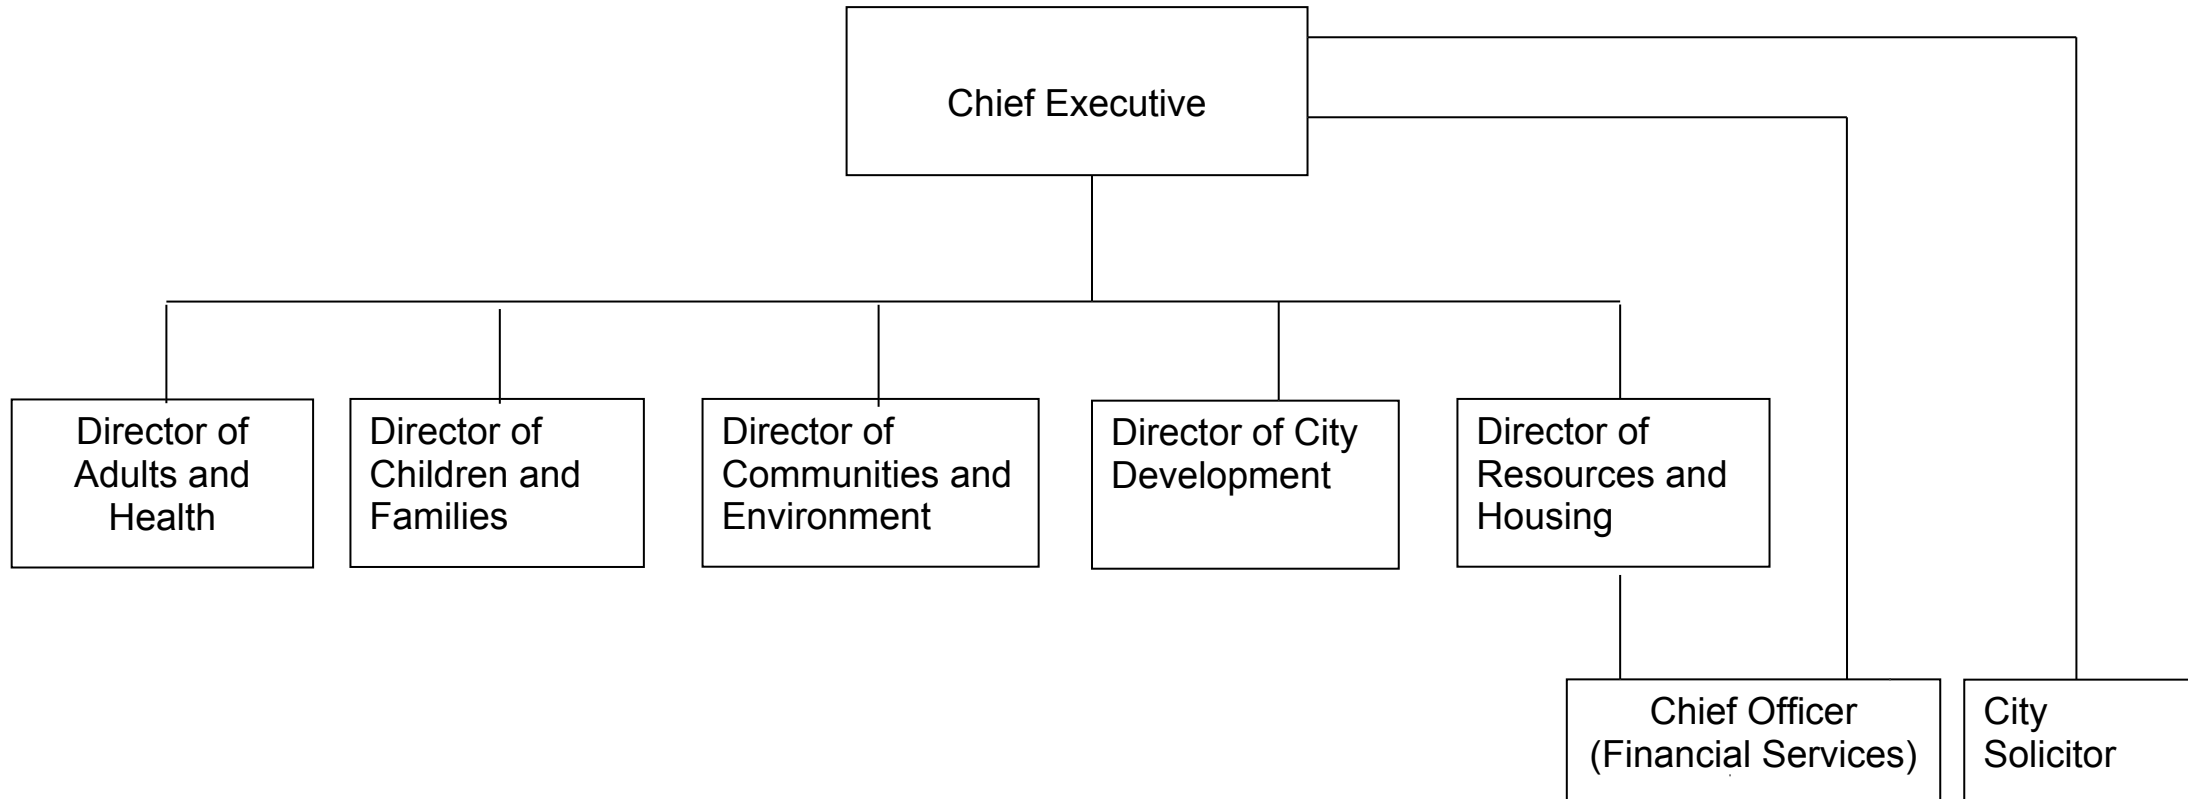 Chief Executive
Director of
Adults and
Health
Director of
Children and
Families
Director of
Communities and
Environment
Director of City
Development
Director of
Resources and
Housing
Chief Officer
(Financial Services)
City
Solicitor